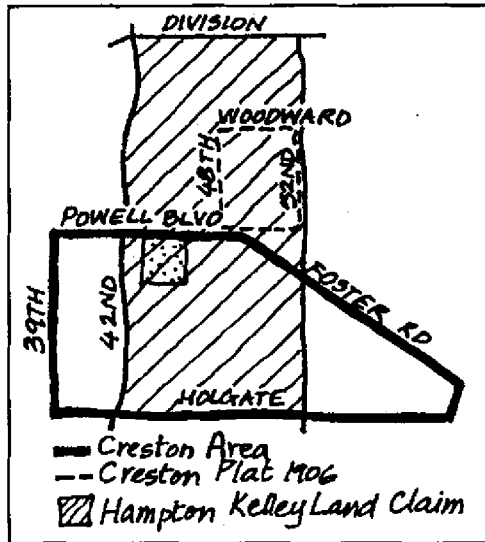 DIVISION
WOODWARD
48TH
52ND
POWELL BLVD
FOSTER RD
39TH
42ND
HOLGATE
Creston Area
Creston Plat 1906
Hampton Kelley Land Claim